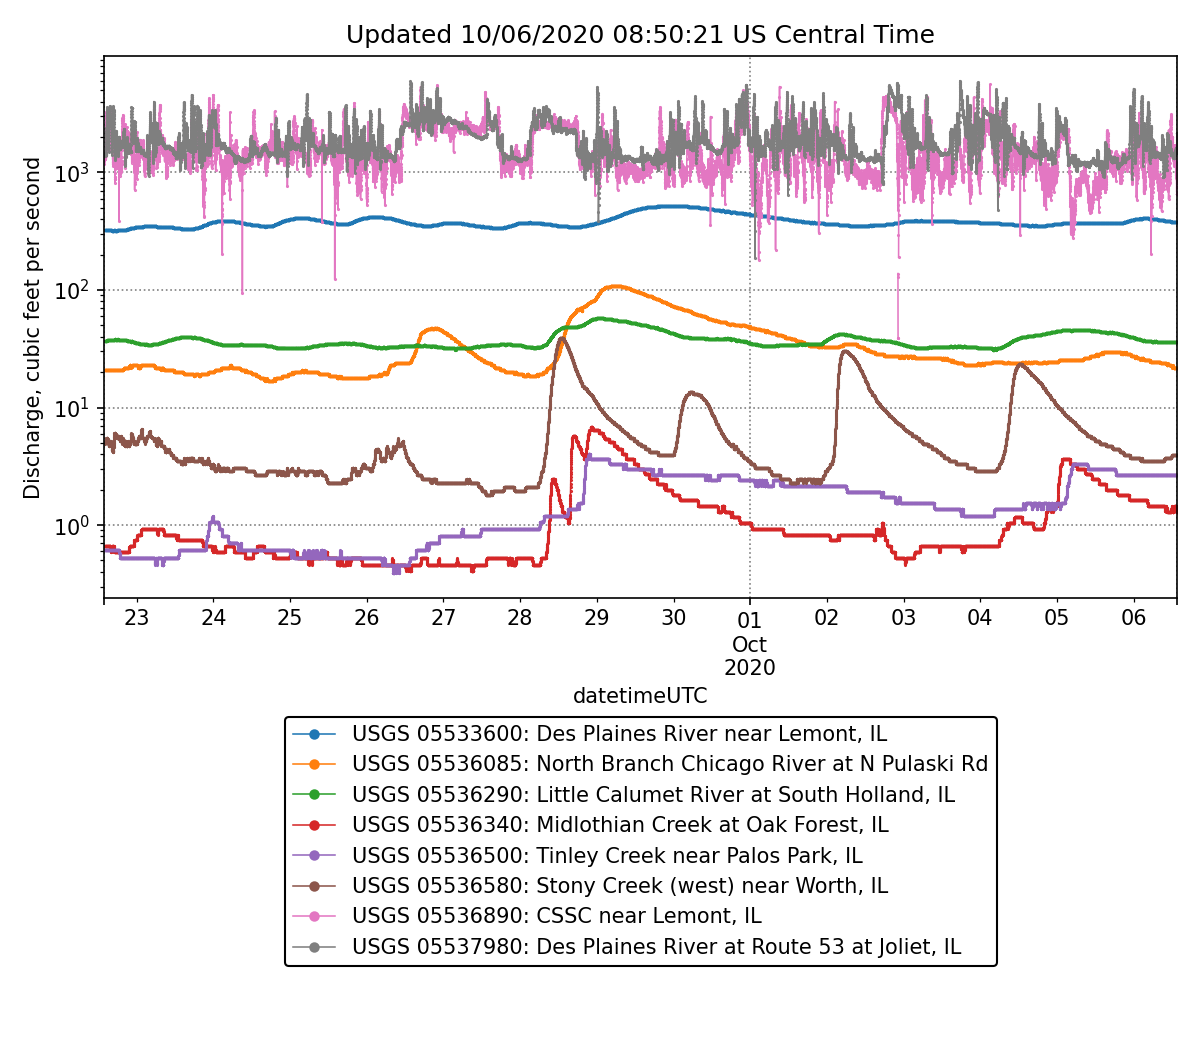 Updated 10/06/2020 08:50:21 US Central Time
Discharge, cubic feet per second
10³
10²
10¹
10⁰
23 24 25 26 27 28 29 30 01 02 03 04 05 06
Oct
2020
datetimeUTC
USGS 05533600: Des Plaines River near Lemont, IL
USGS 05536085: North Branch Chicago River at N Pulaski Rd
USGS 05536290: Little Calumet River at South Holland, IL
USGS 05536340: Midlothian Creek at Oak Forest, IL
USGS 05536500: Tinley Creek near Palos Park, IL
USGS 05536580: Stony Creek (west) near Worth, IL
USGS 05536890: CSSC near Lemont, IL
USGS 05537980: Des Plaines River at Route 53 at Joliet, IL